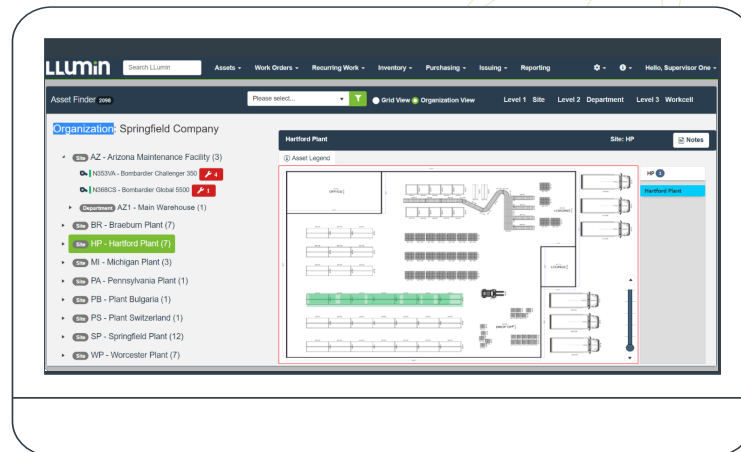 LLumin
Search LLumin
Assets
Work Orders
Recurring Work
Inventory
Purchasing
Issuing
Reporting
Hello, Supervisor One
Asset Finder 2098
Please select...
Grid View
Organization View
Level 1 Site
Level 2 Department
Level 3 Workcell
Organization: Springfield Company
Site AZ - Arizona Maintenance Facility (3)
N353VA - Bombardier Challenger 350 4
N368CS - Bombardier Global 5500 1
Department AZ1 - Main Warehouse (1)
Site BR - Braeburn Plant (7)
Site HP - Hartford Plant (7)
Site MI - Michigan Plant (3)
Site PA - Pennsylvania Plant (1)
Site PB - Plant Bulgaria (1)
Site PS - Plant Switzerland (1)
Site SP - Springfield Plant (12)
Site WP - Worcester Plant (7)
Hartford Plant
Site: HP
Notes
Asset Legend
HP
Hartford Plant
OFFICE